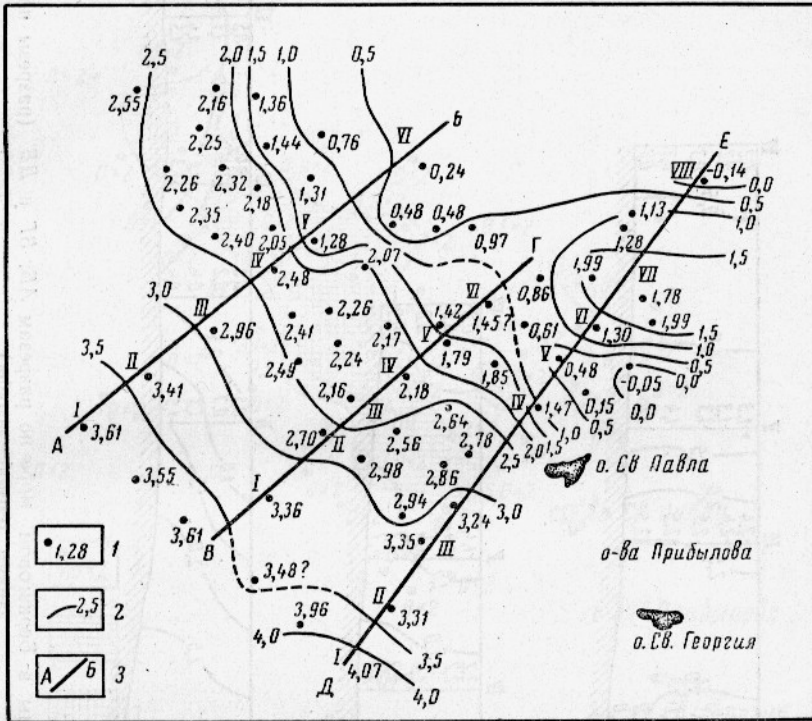 2,5 2,0 1,5 1,0 0,5
2,55 2,16 1,36 VI Б
2,25 1,44 0,76 Е
2,26 2,32 1,31 0,24 VIII -0,14
2,35 2,18 0,0
0,5
2,40 2,05 V 1,28 0,48 0,48 0,97 1,13 1,0
1,28
IV 2,48 2,07 Г 1,5
3,0 III 2,96 2,41 2,26 VI 0,86 1,99 VII 1,78
1,45? 1,99
2,17 1,42 V 0,61 VI 1,30 1,5
3,5 2,24 1,79 1,0
II 3,41 2,49 IV 2,18 1,85 V 0,48 0,5
-0,05 0,0
2,16 III IV 1,47 0,15 0,0
I 2,64 0,5
А 3,61 2,70 II 2,56 2,78 2,5 2,0 1,5 1,0
3,55 2,98 2,86 о. Св Павла
I 3,36 2,94 3,24 3,0
3,61 В 3,35 III
о-ва Прибылова
3,48?
II 3,31
3,96
4,0 о. Св. Георгия
I 4,07 3,5
Д 4,0
1,28 1
2,5 2
А Б 3